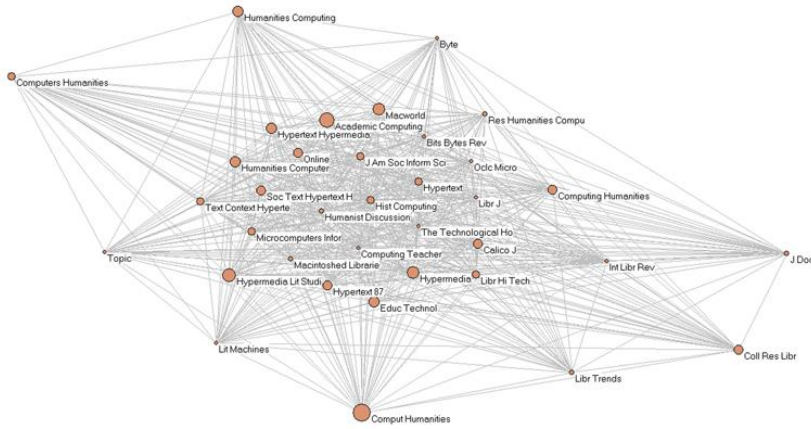 Humanities Computing
Byte
Computers Humanities
Macworld
Res Humanities Compu
Academic Computing
Hypertext Hypermedia
Bits Bytes Rev
Online
J Am Soc Inform Sci
Oclc Micro
Humanities Computer
Hypertext
Computing Humanities
Soc Text Hypertext H
Libr J
Text Context Hyperte
Hist Computing
Humanist Discussion
The Technological Ho
Microcomputers Infor
Calico J
Computing Teacher
Topic
J Doc
Macintoshed Librarie
Int Libr Rev
Hypermedia Lit Studi
Hypermedia
Libr Hi Tech
Hypertext 87
Educ Technol
Lit Machines
Coll Res Libr
Libr Trends
Comput Humanities